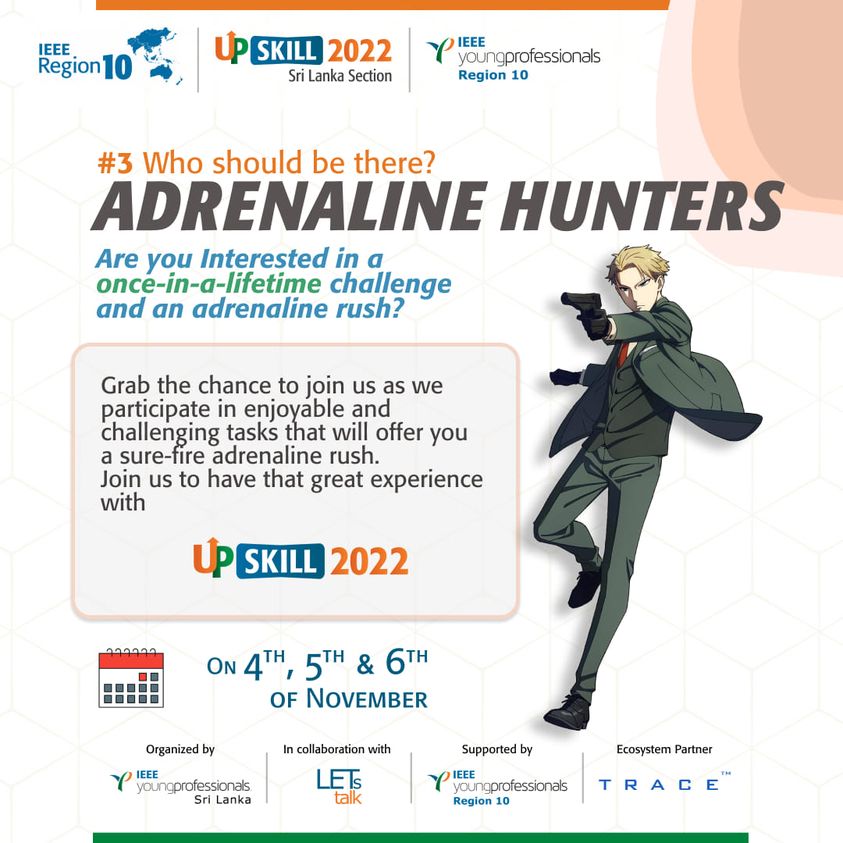 IEEE
Region 10
UPSKILL 2022
Sri Lanka Section
IEEE
youngprofessionals
Region 10
#3 Who should be there?
ADRENALINE HUNTERS
Are you Interested in a
once-in-a-lifetime challenge
and an adrenaline rush?
Grab the chance to join us as we
participate in enjoyable and
challenging tasks that will offer you
a sure-fire adrenaline rush.
Join us to have that great experience
with
UPSKILL 2022
ON 4TH, 5TH & 6TH
OF NOVEMBER
Organized by
IEEE
youngprofessionals
Sri Lanka
In collaboration with
LETs
talk
Supported by
IEEE
youngprofessionals
Region 10
Ecosystem Partner
TRACE™